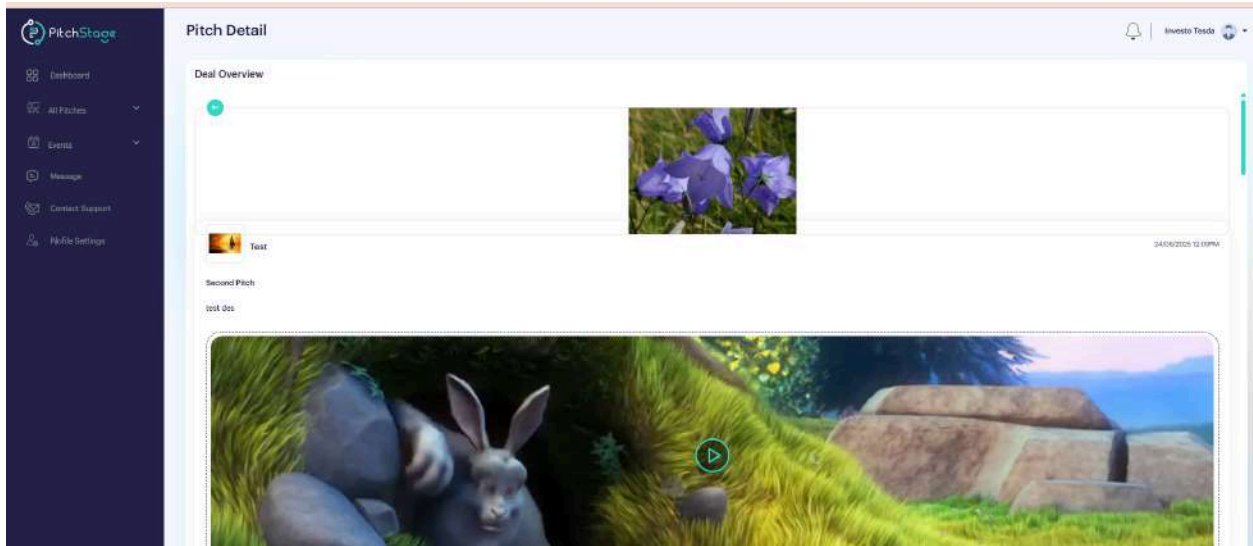 PitchStage
Pitch Detail
Investo Tesda
Dashboard
All Pitches
Events
Message
Contact Support
Profile Settings
Deal Overview
Test
24/06/2025 12:09PM
Second Pitch
test des